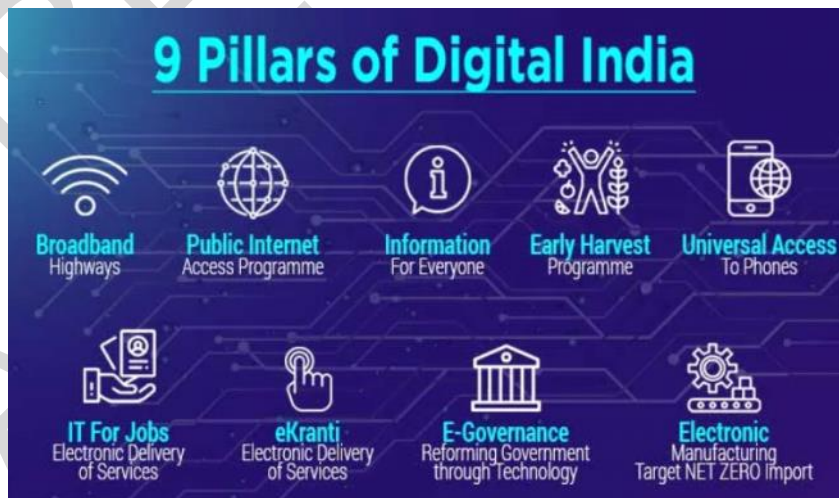 9 Pillars of Digital India
Broadband
Highways
Public Internet
Access Programme
Information
For Everyone
Early Harvest
Programme
Universal Access
To Phones
IT For Jobs
Electronic Delivery
of Services
eKranti
Electronic Delivery
of Services
E-Governance
Reforming Government
through Technology
Electronic
Manufacturing
Target NET ZERO Import